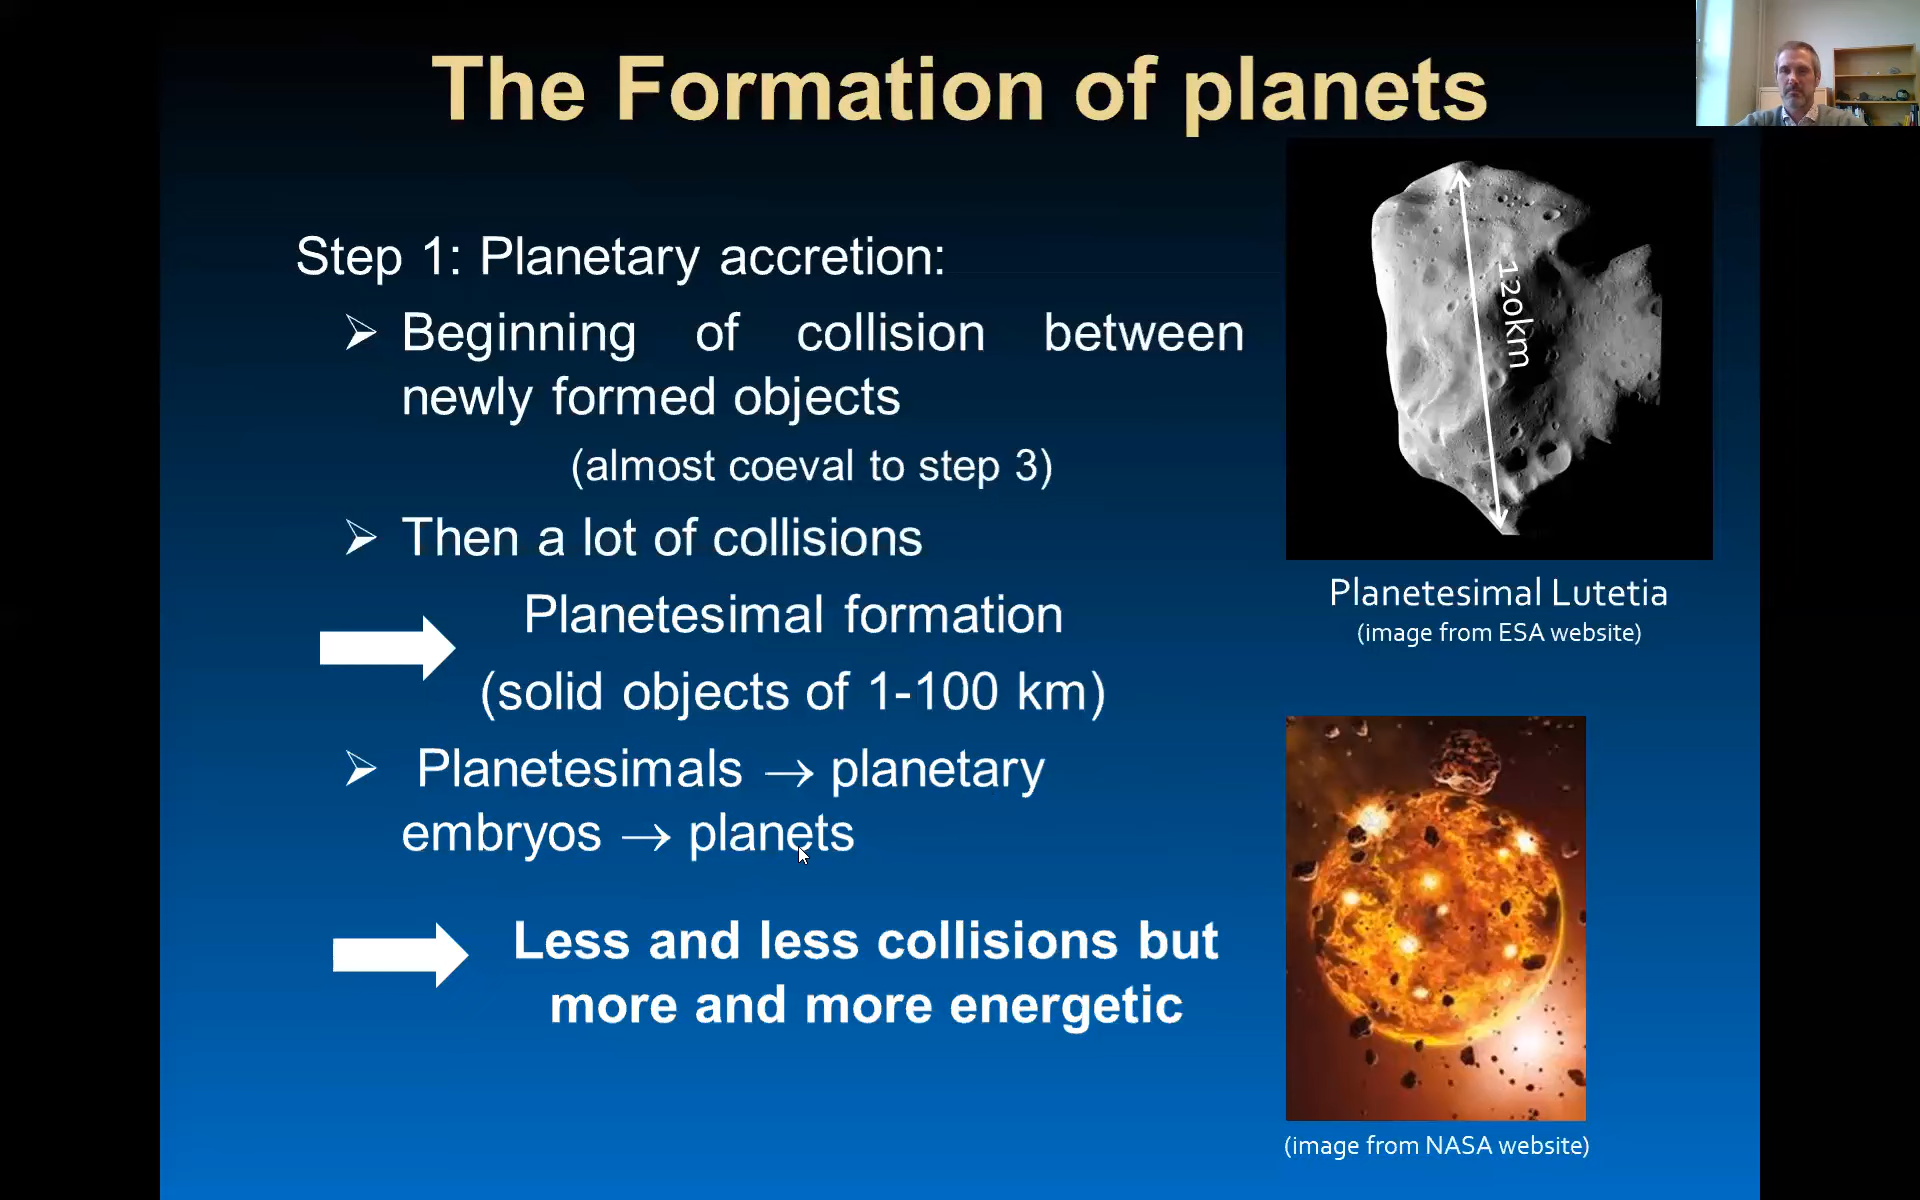 The Formation of planets
Step 1: Planetary accretion:
➢ Beginning of collision between
newly formed objects
(almost coeval to step 3)
➢ Then a lot of collisions
Planetesimal formation
(solid objects of 1-100 km)
➢ Planetesimals → planetary
embryos → planets
Less and less collisions but
more and more energetic
120km
Planetesimal Lutetia
(image from ESA website)
(image from NASA website)